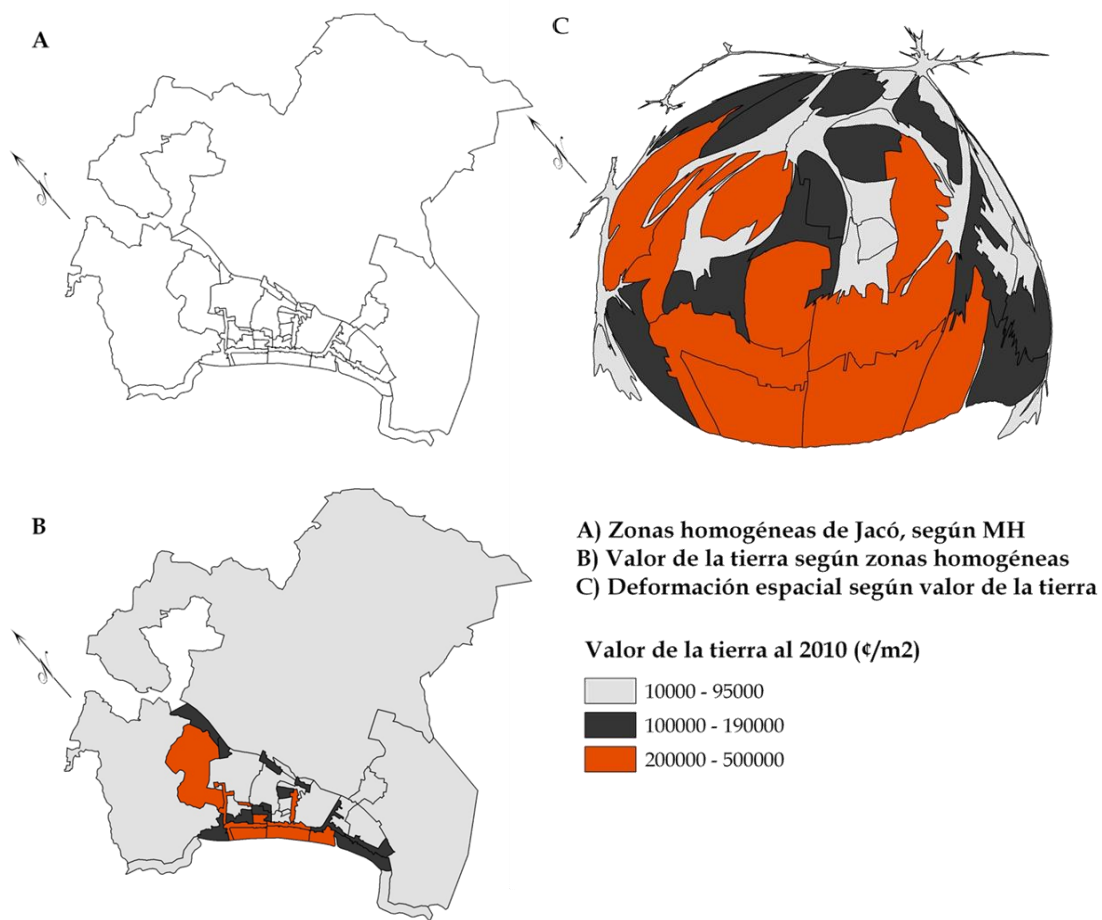 A
C
B
A) Zonas homogéneas de Jacó, según MH
B) Valor de la tierra según zonas homogéneas
C) Deformación espacial según valor de la tierra
Valor de la tierra al 2010 (¢/m2)
10000 - 95000
100000 - 190000
200000 - 500000